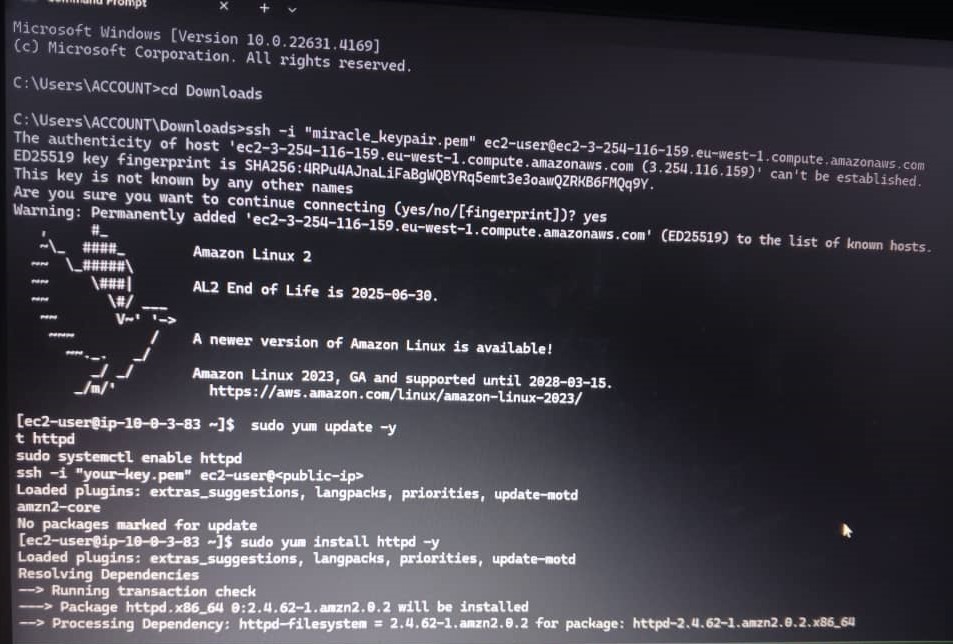 Command Prompt
Microsoft Windows [Version 10.0.22631.4169]
(c) Microsoft Corporation. All rights reserved.
C:\Users\ACCOUNT>cd Downloads
C:\Users\ACCOUNT\Downloads>ssh -i "miracle_keypair.pem" ec2-user@ec2-3-254-116-159.eu-west-1.compute.amazonaws.com
The authenticity of host 'ec2-3-254-116-159.eu-west-1.compute.amazonaws.com (3.254.116.159)' can't be established.
ED25519 key fingerprint is SHA256:4RPu4AJnaLiFaBgWQBYRq5emt3e3oawQZRKB6FMQq9Y.
This key is not known by any other names
Are you sure you want to continue connecting (yes/no/[fingerprint])? yes
Warning: Permanently added 'ec2-3-254-116-159.eu-west-1.compute.amazonaws.com' (ED25519) to the list of known hosts.
   ,     #_
   ~\_  ####_        Amazon Linux 2
  ~~  \_#####\
  ~~     \###|       AL2 End of Life is 2025-06-30.
  ~~       \#/ ___
   ~~       V~' '->
    ~~~         /    A newer version of Amazon Linux is available!
      ~~._.   _/
         _/ _/       Amazon Linux 2023, GA and supported until 2028-03-15.
       _/m/'           https://aws.amazon.com/linux/amazon-linux-2023/
[ec2-user@ip-10-0-3-83 ~]$  sudo yum update -y
t httpd
sudo systemctl enable httpd
ssh -i "your-key.pem" ec2-user@<public-ip>
Loaded plugins: extras_suggestions, langpacks, priorities, update-motd
amzn2-core
No packages marked for update
[ec2-user@ip-10-0-3-83 ~]$ sudo yum install httpd -y
Loaded plugins: extras_suggestions, langpacks, priorities, update-motd
Resolving Dependencies
--> Running transaction check
---> Package httpd.x86_64 0:2.4.62-1.amzn2.0.2 will be installed
--> Processing Dependency: httpd-filesystem = 2.4.62-1.amzn2.0.2 for package: httpd-2.4.62-1.amzn2.0.2.x86_64